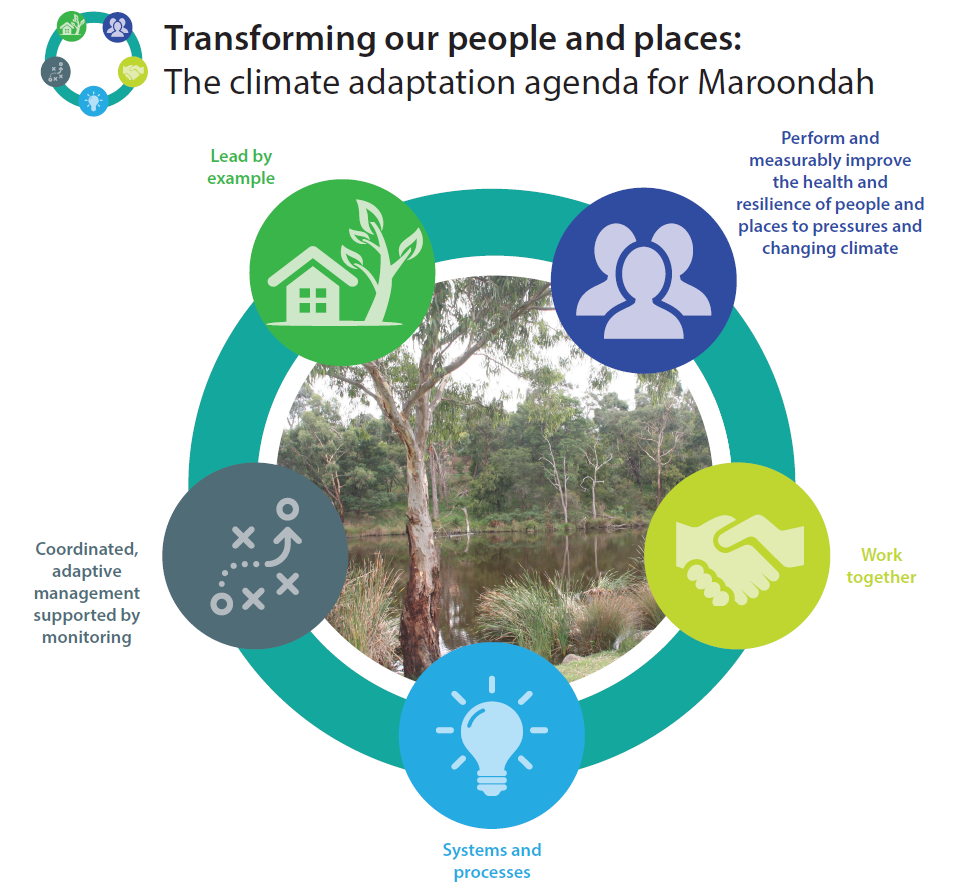 Transforming our people and places:
The climate adaptation agenda for Maroondah
Lead by
example
Perform and
measurably improve
the health and
resilience of people and
places to pressures and
changing climate
Coordinated,
adaptive
management
supported by
monitoring
Work
together
Systems and
processes